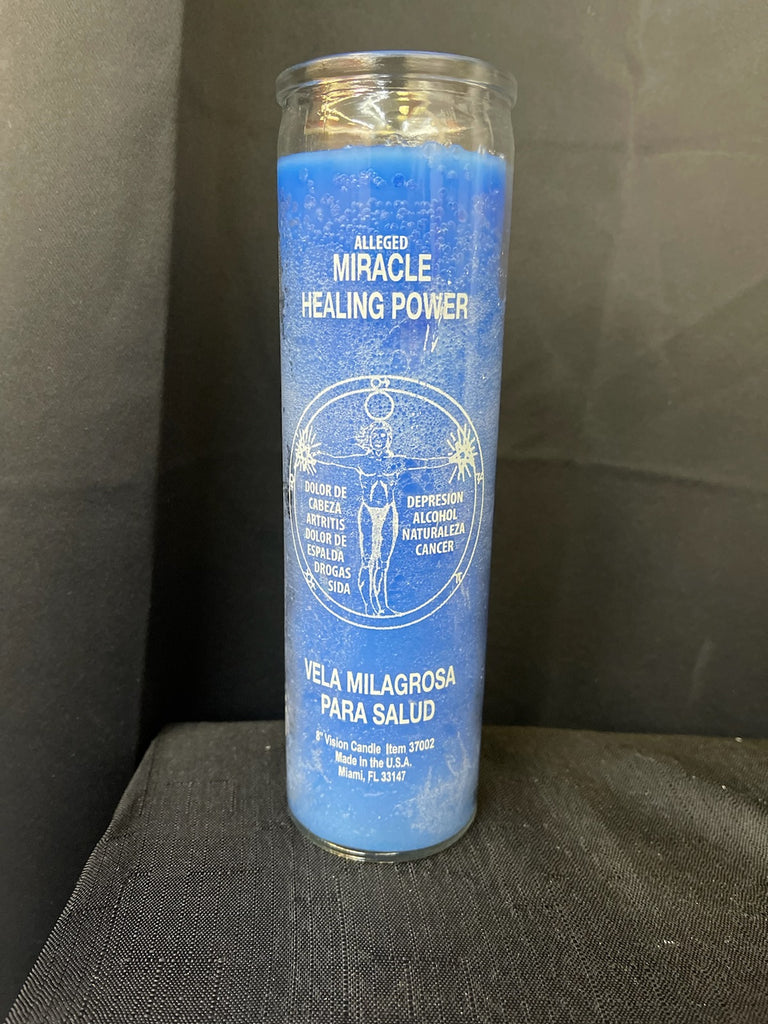 ALLEGED
MIRACLE
HEALING POWER
DOLOR DE
CABEZA
ARTRITIS
DOLOR DE
ESPALDA
DROGAS
SIDA
DEPRESION
ALCOHOL
NATURALEZA
CANCER
VELA MILAGROSA
PARA SALUD
8" Vision Candle Item 37002
Made in the U.S.A.
Miami, FL 33147